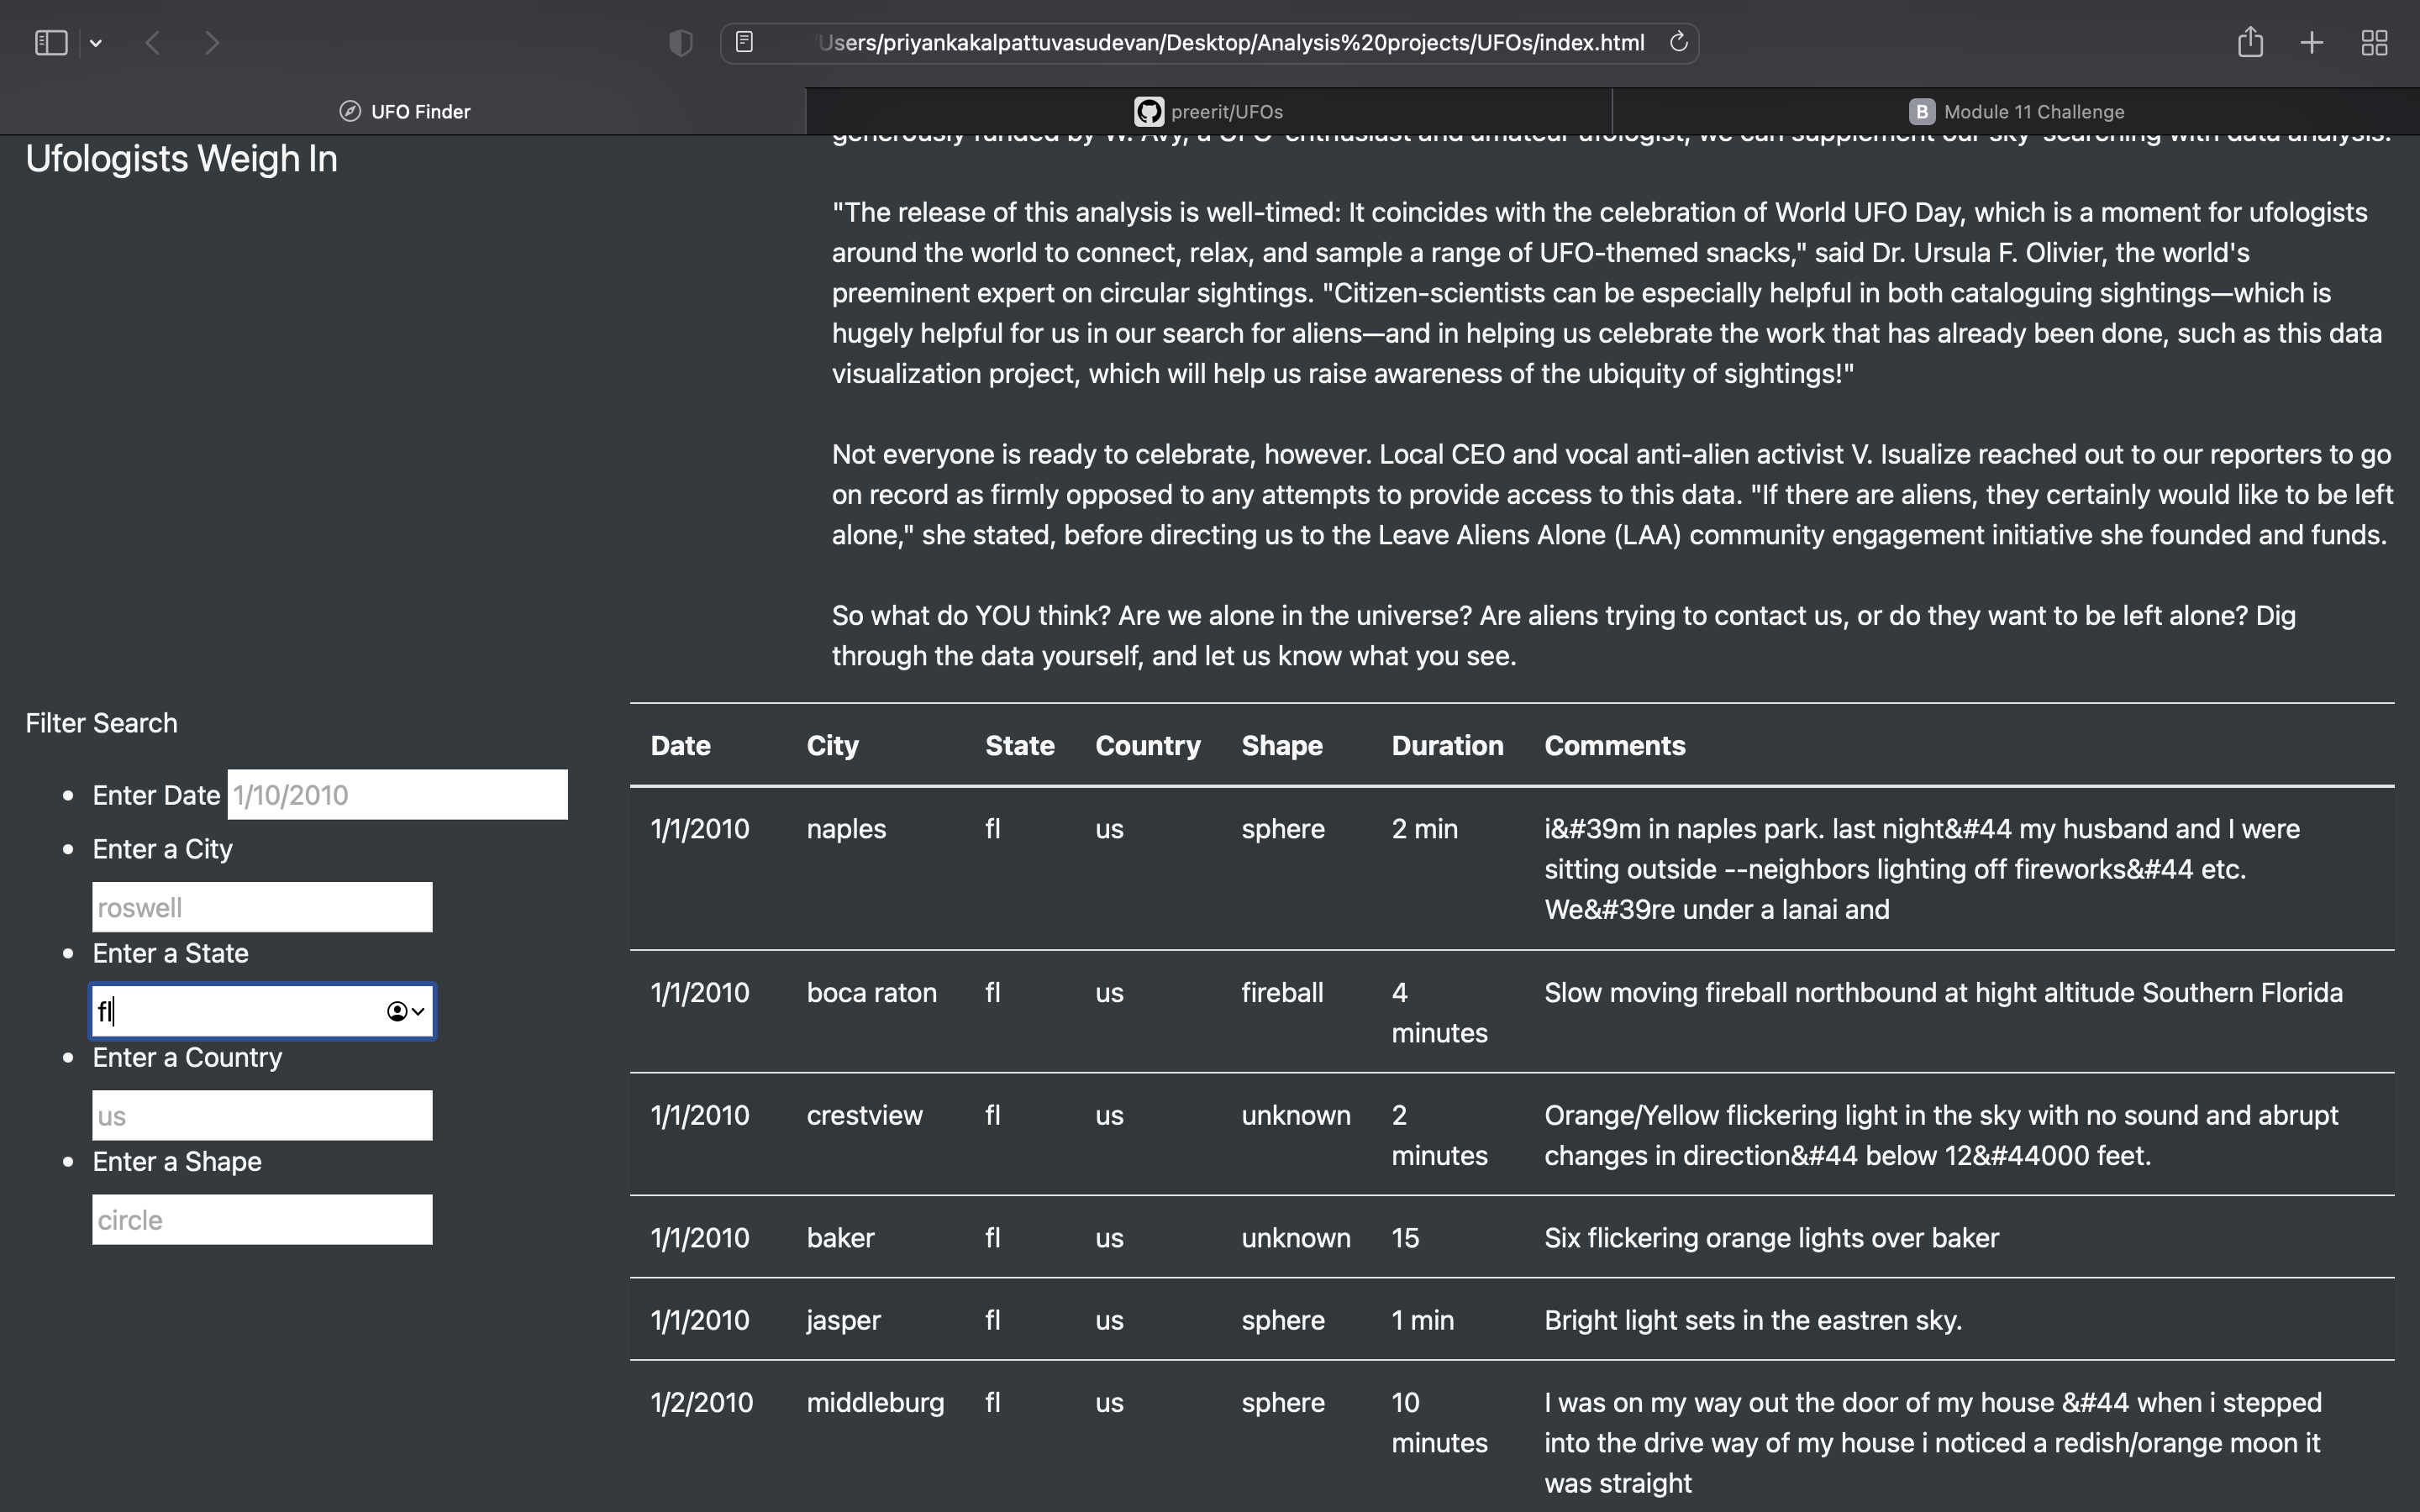 Users/priyankakalpattuvasudevan/Desktop/Analysis%20projects/UFOs/index.html
UFO Finder
preerit/UFOs
B Module 11 Challenge
Ufologists Weigh In
generously funded by W. Avy, a UFO-enthusiast and amateur ufologist, we can supplement our sky-searching with data analysis.
"The release of this analysis is well-timed: It coincides with the celebration of World UFO Day, which is a moment for ufologists
around the world to connect, relax, and sample a range of UFO-themed snacks," said Dr. Ursula F. Olivier, the world's
preeminent expert on circular sightings. "Citizen-scientists can be especially helpful in both cataloguing sightings—which is
hugely helpful for us in our search for aliens—and in helping us celebrate the work that has already been done, such as this data
visualization project, which will help us raise awareness of the ubiquity of sightings!"
Not everyone is ready to celebrate, however. Local CEO and vocal anti-alien activist V. Isualize reached out to our reporters to go
on record as firmly opposed to any attempts to provide access to this data. "If there are aliens, they certainly would like to be left
alone," she stated, before directing us to the Leave Aliens Alone (LAA) community engagement initiative she founded and funds.
So what do YOU think? Are we alone in the universe? Are aliens trying to contact us, or do they want to be left alone? Dig
through the data yourself, and let us know what you see.
Filter Search
Enter Date 1/10/2010
Enter a City
roswell
Enter a State
fl
Enter a Country
us
Enter a Shape
circle
Date City State Country Shape Duration Comments
1/1/2010 naples fl us sphere 2 min i&#39m in naples park. last night&#44 my husband and I were
sitting outside --neighbors lighting off fireworks&#44 etc.
We&#39re under a lanai and
1/1/2010 boca raton fl us fireball 4 Slow moving fireball northbound at hight altitude Southern Florida
minutes
1/1/2010 crestview fl us unknown 2 Orange/Yellow flickering light in the sky with no sound and abrupt
minutes changes in direction&#44 below 12&#44000 feet.
1/1/2010 baker fl us unknown 15 Six flickering orange lights over baker
1/1/2010 jasper fl us sphere 1 min Bright light sets in the eastren sky.
1/2/2010 middleburg fl us sphere 10 I was on my way out the door of my house &#44 when i stepped
minutes into the drive way of my house i noticed a redish/orange moon it
was straight